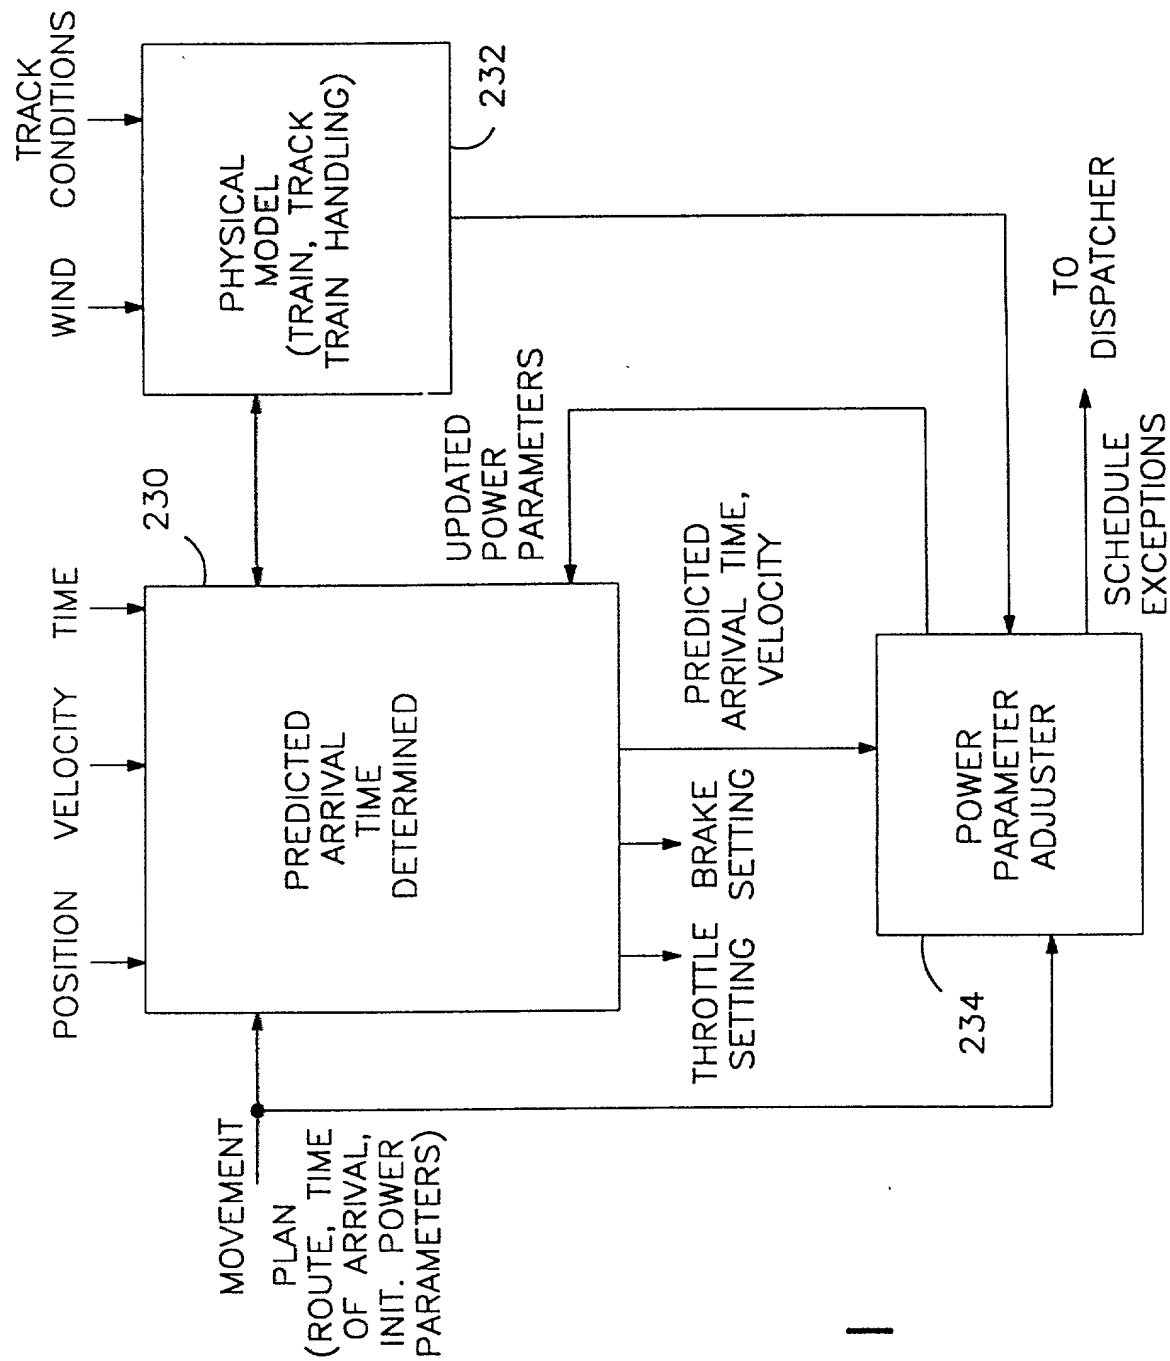 MOVEMENT
PLAN
(ROUTE, TIME
OF ARRIVAL,
INIT. POWER
PARAMETERS)
POSITION
VELOCITY
TIME
230
PREDICTED
ARRIVAL
TIME
DETERMINED
WIND
TRACK
CONDITIONS
PHYSICAL
MODEL
(TRAIN, TRACK
TRAIN HANDLING)
232
UPDATED
POWER
PARAMETERS
THROTTLE
SETTING
BRAKE
SETTING
PREDICTED
ARRIVAL TIME,
VELOCITY
234
POWER
PARAMETER
ADJUSTER
TO
DISPATCHER
SCHEDULE
EXCEPTIONS